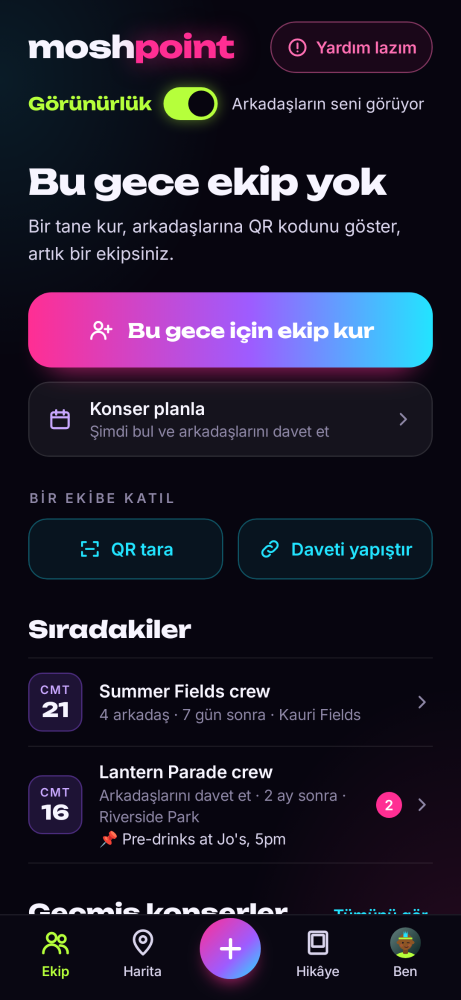 moshpoint
Yardım lazım
Görünürlük
Arkadaşların seni görüyor
Bu gece ekip yok
Bir tane kur, arkadaşlarına QR kodunu göster,
artık bir ekipsiniz.
Bu gece için ekip kur
Konser planla
Şimdi bul ve arkadaşlarını davet et
BİR EKİBE KATIL
QR tara
Daveti yapıştır
Sıradakiler
CMT
21
Summer Fields crew
4 arkadaş · 7 gün sonra · Kauri Fields
CMT
16
Lantern Parade crew
Arkadaşlarını davet et · 2 ay sonra ·
Riverside Park
📌 Pre-drinks at Jo's, 5pm
2
Geçmiş konserler
Tümünü gör
Ekip
Harita
Hikâye
Ben